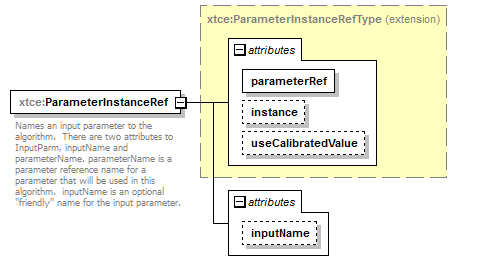 xtce:ParameterInstanceRefType (extension)
attributes
parameterRef
instance
useCalibratedValue
xtce:ParameterInstanceRef
Names an input parameter to the
algorithm.  There are two attributes to
InputParm, inputName and
parameterName. parameterName is a
parameter reference name for a
parameter that will be used in this
algorithm.  inputName is an optional
"friendly" name for the input parameter.
attributes
inputName